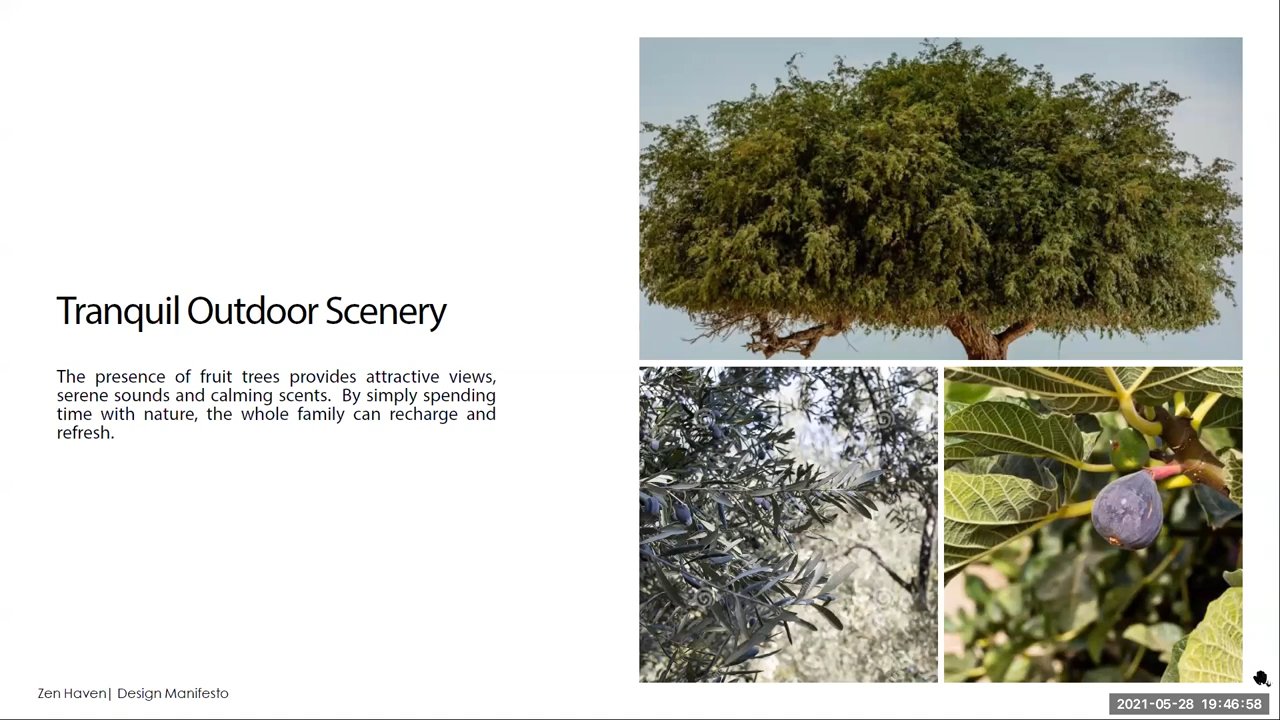 Tranquil Outdoor Scenery
The presence of fruit trees provides attractive views,
serene sounds and calming scents. By simply spending
time with nature, the whole family can recharge and
refresh.
Zen Haven| Design Manifesto
2021-05-28 19:46:58